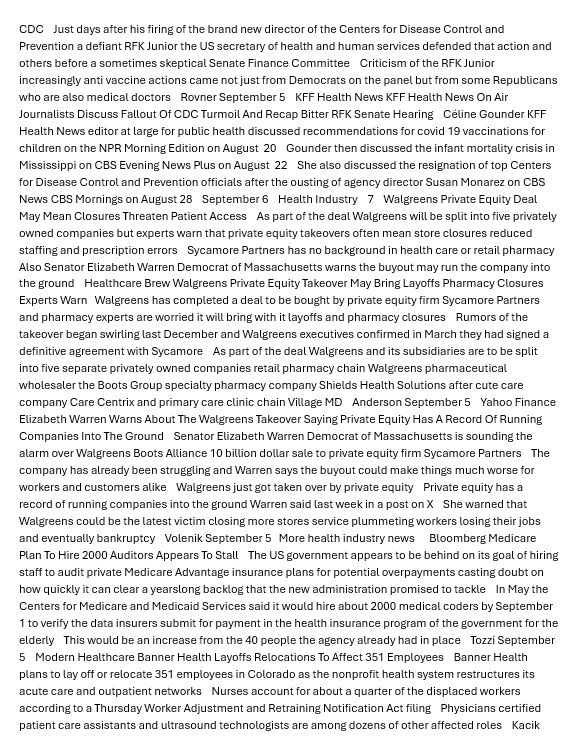 CDC   Just days after his firing of the brand new director of the Centers for Disease Control and
Prevention a defiant RFK Junior the US secretary of health and human services defended that action and
others before a sometimes skeptical Senate Finance Committee   Criticism of the RFK Junior
increasingly anti vaccine actions came not just from Democrats on the panel but from some Republicans
who are also medical doctors   Rovner September 5   KFF Health News KFF Health News On Air
Journalists Discuss Fallout Of CDC Turmoil And Recap Bitter RFK Senate Hearing   Céline Gounder KFF
Health News editor at large for public health discussed recommendations for covid 19 vaccinations for
children on the NPR Morning Edition on August  20   Gounder then discussed the infant mortality crisis in
Mississippi on CBS Evening News Plus on August  22   She also discussed the resignation of top Centers
for Disease Control and Prevention officials after the ousting of agency director Susan Monarez on CBS
News CBS Mornings on August 28   September 6   Health Industry   7   Walgreens Private Equity Deal
May Mean Closures Threaten Patient Access   As part of the deal Walgreens will be split into five privately
owned companies but experts warn that private equity takeovers often mean store closures reduced
staffing and prescription errors   Sycamore Partners has no background in health care or retail pharmacy
Also Senator Elizabeth Warren Democrat of Massachusetts warns the buyout may run the company into
the ground   Healthcare Brew Walgreens Private Equity Takeover May Bring Layoffs Pharmacy Closures
Experts Warn   Walgreens has completed a deal to be bought by private equity firm Sycamore Partners
and pharmacy experts are worried it will bring with it layoffs and pharmacy closures   Rumors of the
takeover began swirling last December and Walgreens executives confirmed in March they had signed a
definitive agreement with Sycamore   As part of the deal Walgreens and its subsidiaries are to be split
into five separate privately owned companies retail pharmacy chain Walgreens pharmaceutical
wholesaler the Boots Group specialty pharmacy company Shields Health Solutions after cute care
company Care Centrix and primary care clinic chain Village MD   Anderson September 5   Yahoo Finance
Elizabeth Warren Warns About The Walgreens Takeover Saying Private Equity Has A Record Of Running
Companies Into The Ground   Senator Elizabeth Warren Democrat of Massachusetts is sounding the
alarm over Walgreens Boots Alliance 10 billion dollar sale to private equity firm Sycamore Partners   The
company has already been struggling and Warren says the buyout could make things much worse for
workers and customers alike   Walgreens just got taken over by private equity   Private equity has a
record of running companies into the ground Warren said last week in a post on X   She warned that
Walgreens could be the latest victim closing more stores service plummeting workers losing their jobs
and eventually bankruptcy   Volenik September 5   More health industry news     Bloomberg Medicare
Plan To Hire 2000 Auditors Appears To Stall   The US government appears to be behind on its goal of hiring
staff to audit private Medicare Advantage insurance plans for potential overpayments casting doubt on
how quickly it can clear a yearslong backlog that the new administration promised to tackle   In May the
Centers for Medicare and Medicaid Services said it would hire about 2000 medical coders by September
1 to verify the data insurers submit for payment in the health insurance program of the government for the
elderly   This would be an increase from the 40 people the agency already had in place   Tozzi September
5   Modern Healthcare Banner Health Layoffs Relocations To Affect 351 Employees   Banner Health
plans to lay off or relocate 351 employees in Colorado as the nonprofit health system restructures its
acute care and outpatient networks   Nurses account for about a quarter of the displaced workers
according to a Thursday Worker Adjustment and Retraining Notification Act filing   Physicians certified
patient care assistants and ultrasound technologists are among dozens of other affected roles   Kacik